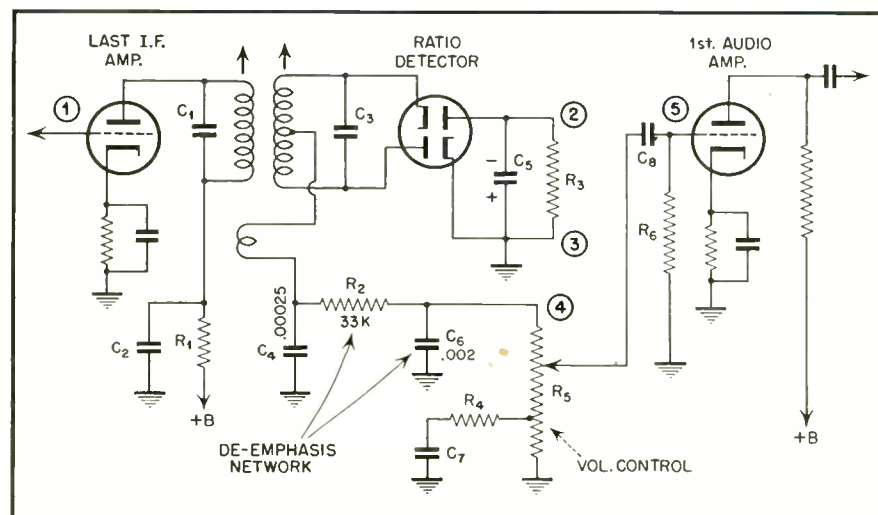 LAST I.F.
AMP.
RATIO
DETECTOR
1st. AUDIO
AMP.
1
C1
C3
2
C5
-
+
R3
3
5
C8
R6
C2
R1
+B
.00025
C4
R2
33K
C6
.002
4
R5
R4
C7
DE-EMPHASIS
NETWORK
VOL. CONTROL
+B